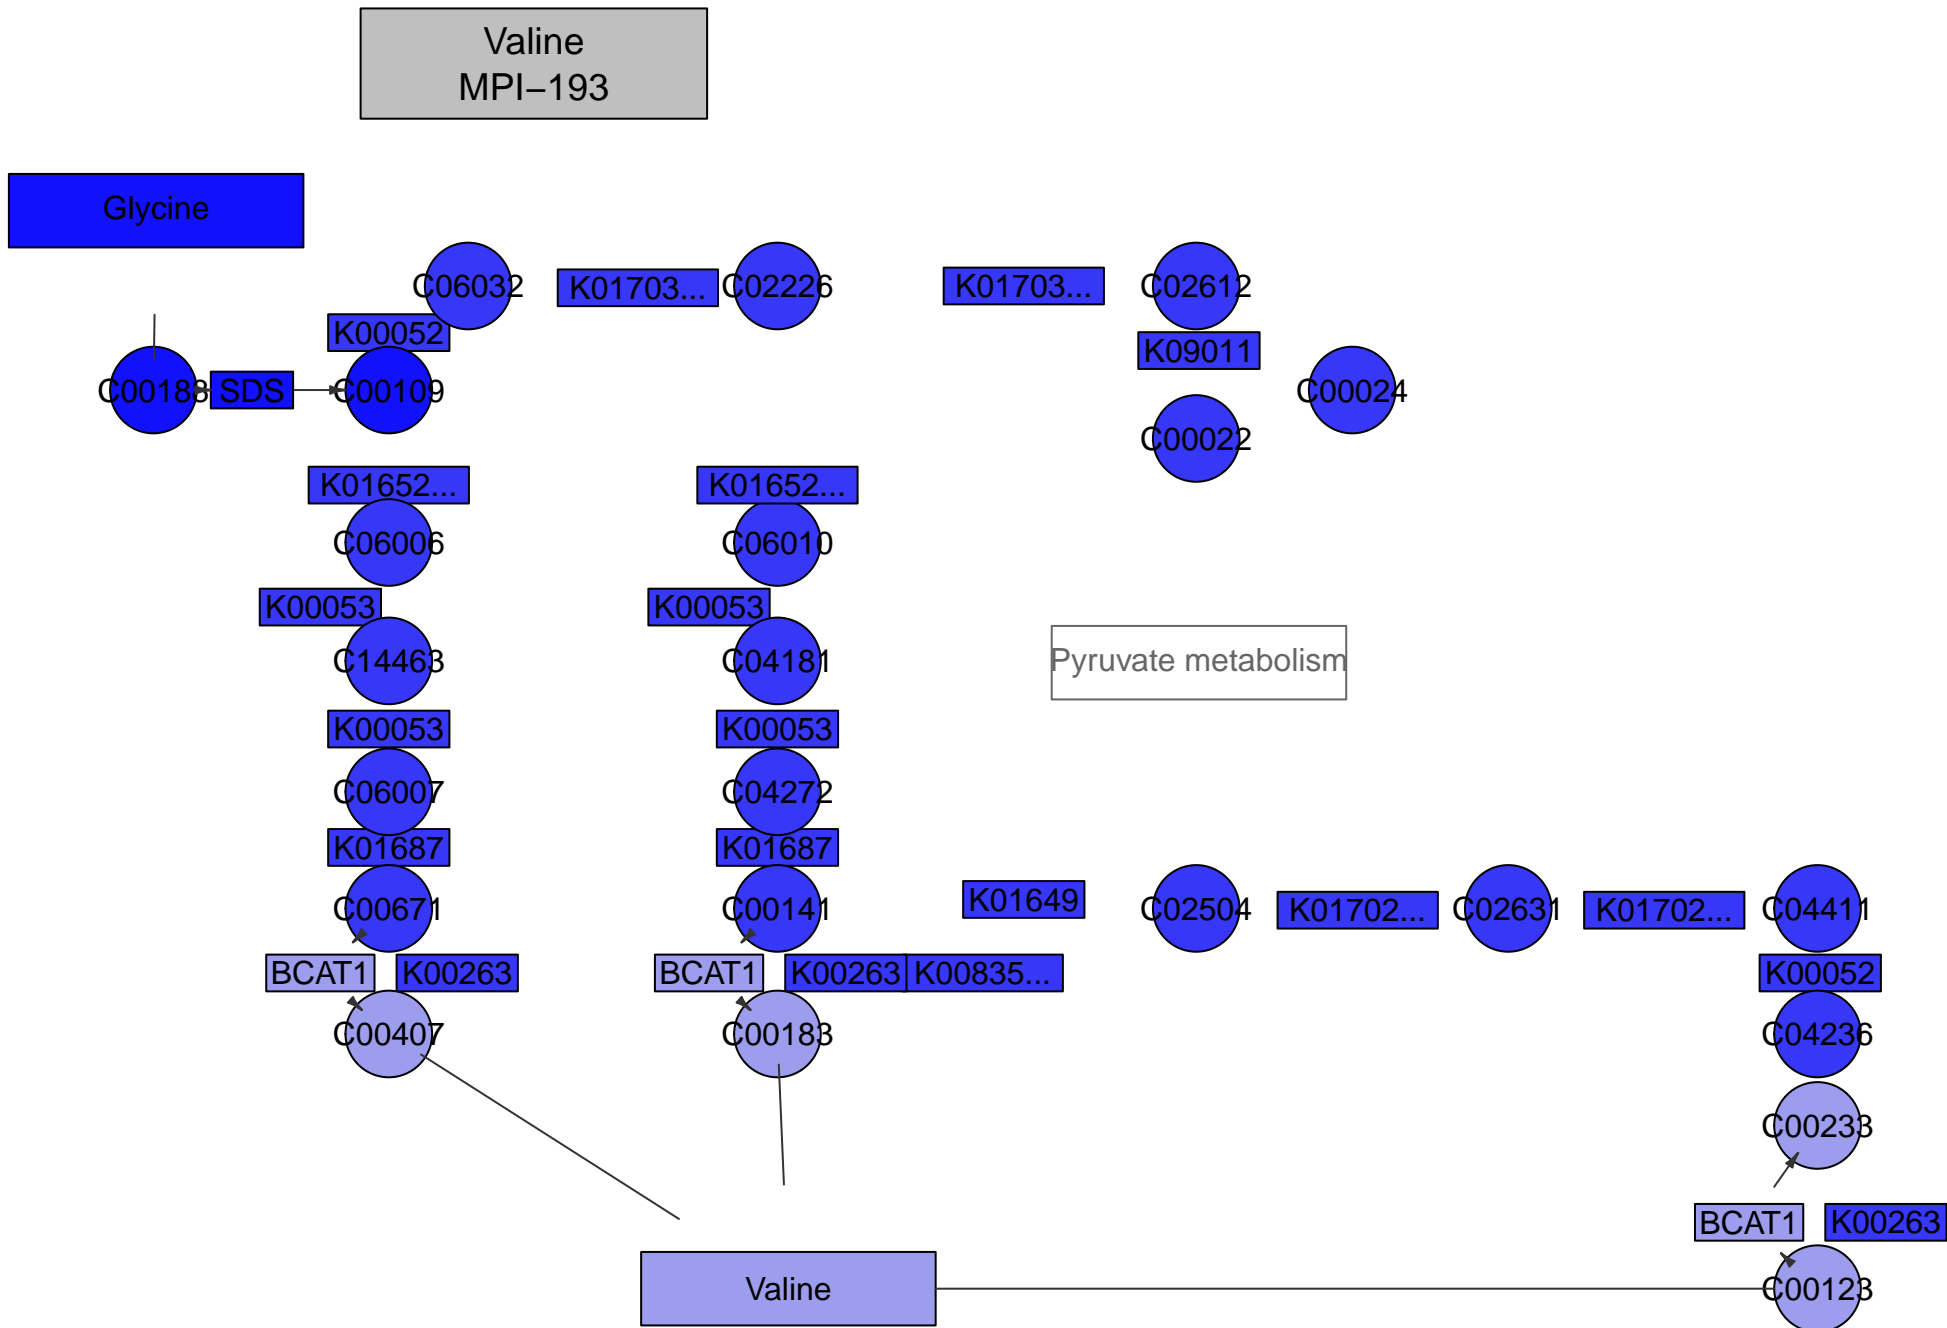 Valine
MPI−193
Glycine
C06032
K01703...
C02226
K01703...
C02612
K00052
K09011
C00188
SDS
C00109
C00024
C00022
K01652...
K01652...
C06006
C06010
K00053
K00053
C14463
C04181
Pyruvate metabolism
K00053
K00053
C06007
C04272
K01687
K01687
C00671
C00141
K01649
C02504
K01702...
C02631
K01702...
C04411
BCAT1
K00263
BCAT1
K00263
K00835...
K00052
C00407
C00183
C04236
C00233
BCAT1
K00263
Valine
C00123